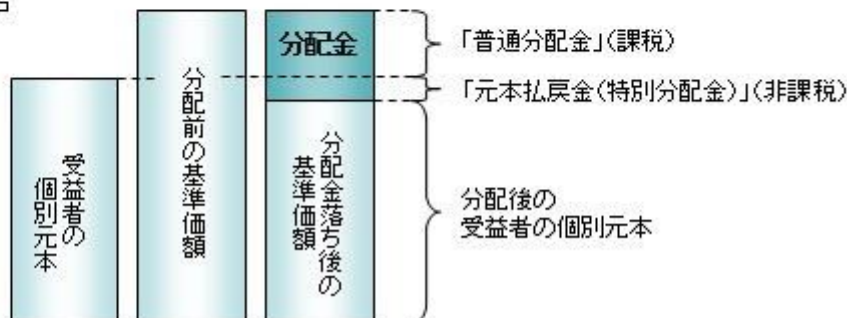 分配金
「普通分配金」(課税)
「元本払戻金(特別分配金)」(非課税)
受益者の
個別元本
分配前の基準価額
分配金落ち後の
基準価額
分配後の
受益者の個別元本